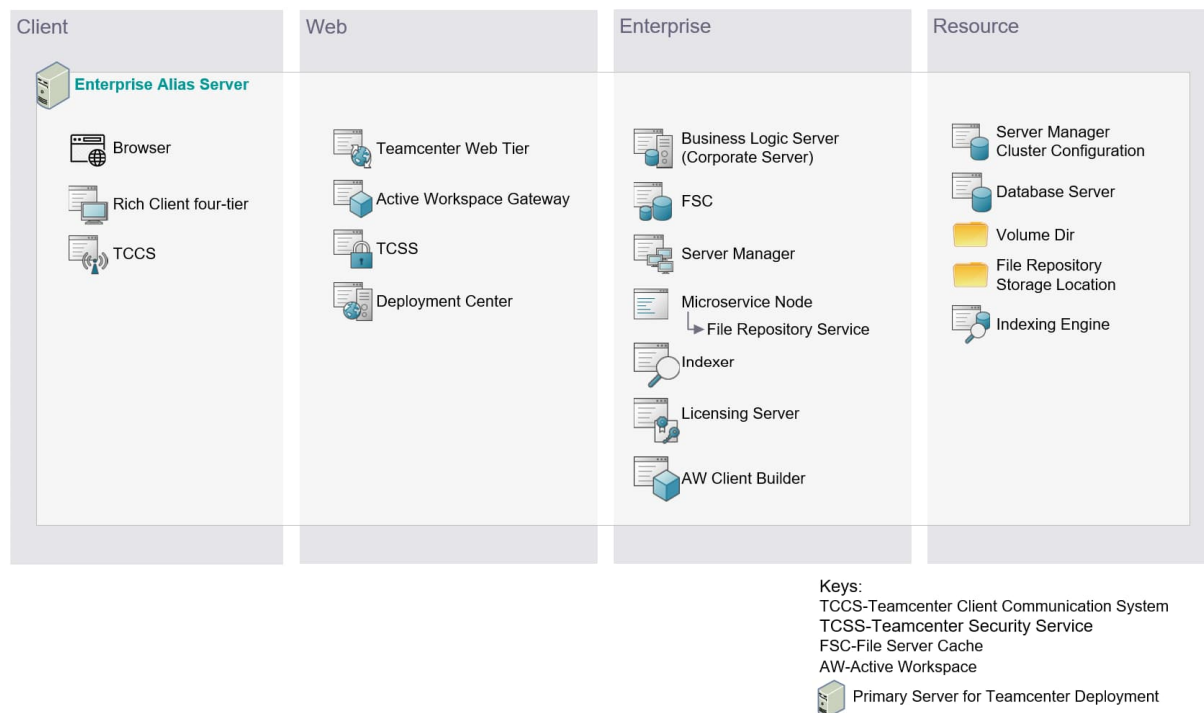 Client
Web
Enterprise
Resource
Enterprise Alias Server
Browser
Rich Client four-tier
TCCS
Teamcenter Web Tier
Active Workspace Gateway
TCSS
Deployment Center
Business Logic Server
(Corporate Server)
FSC
Server Manager
Microservice Node
File Repository Service
Indexer
Licensing Server
AW Client Builder
Server Manager
Cluster Configuration
Database Server
Volume Dir
File Repository
Storage Location
Indexing Engine
Keys:
TCCS-Teamcenter Client Communication System
TCSS-Teamcenter Security Service
FSC-File Server Cache
AW-Active Workspace
Primary Server for Teamcenter Deployment